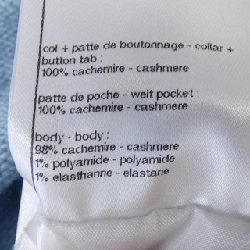 col + patte de boutonnage - collar +
button tab :
100% cachemire - cashmere
patte de poche - welt pocket :
100% cachemire - cashmere
body - body :
98% cachemire - cashmere
1% polyamide - polyamide
1% elasthanne - elastane